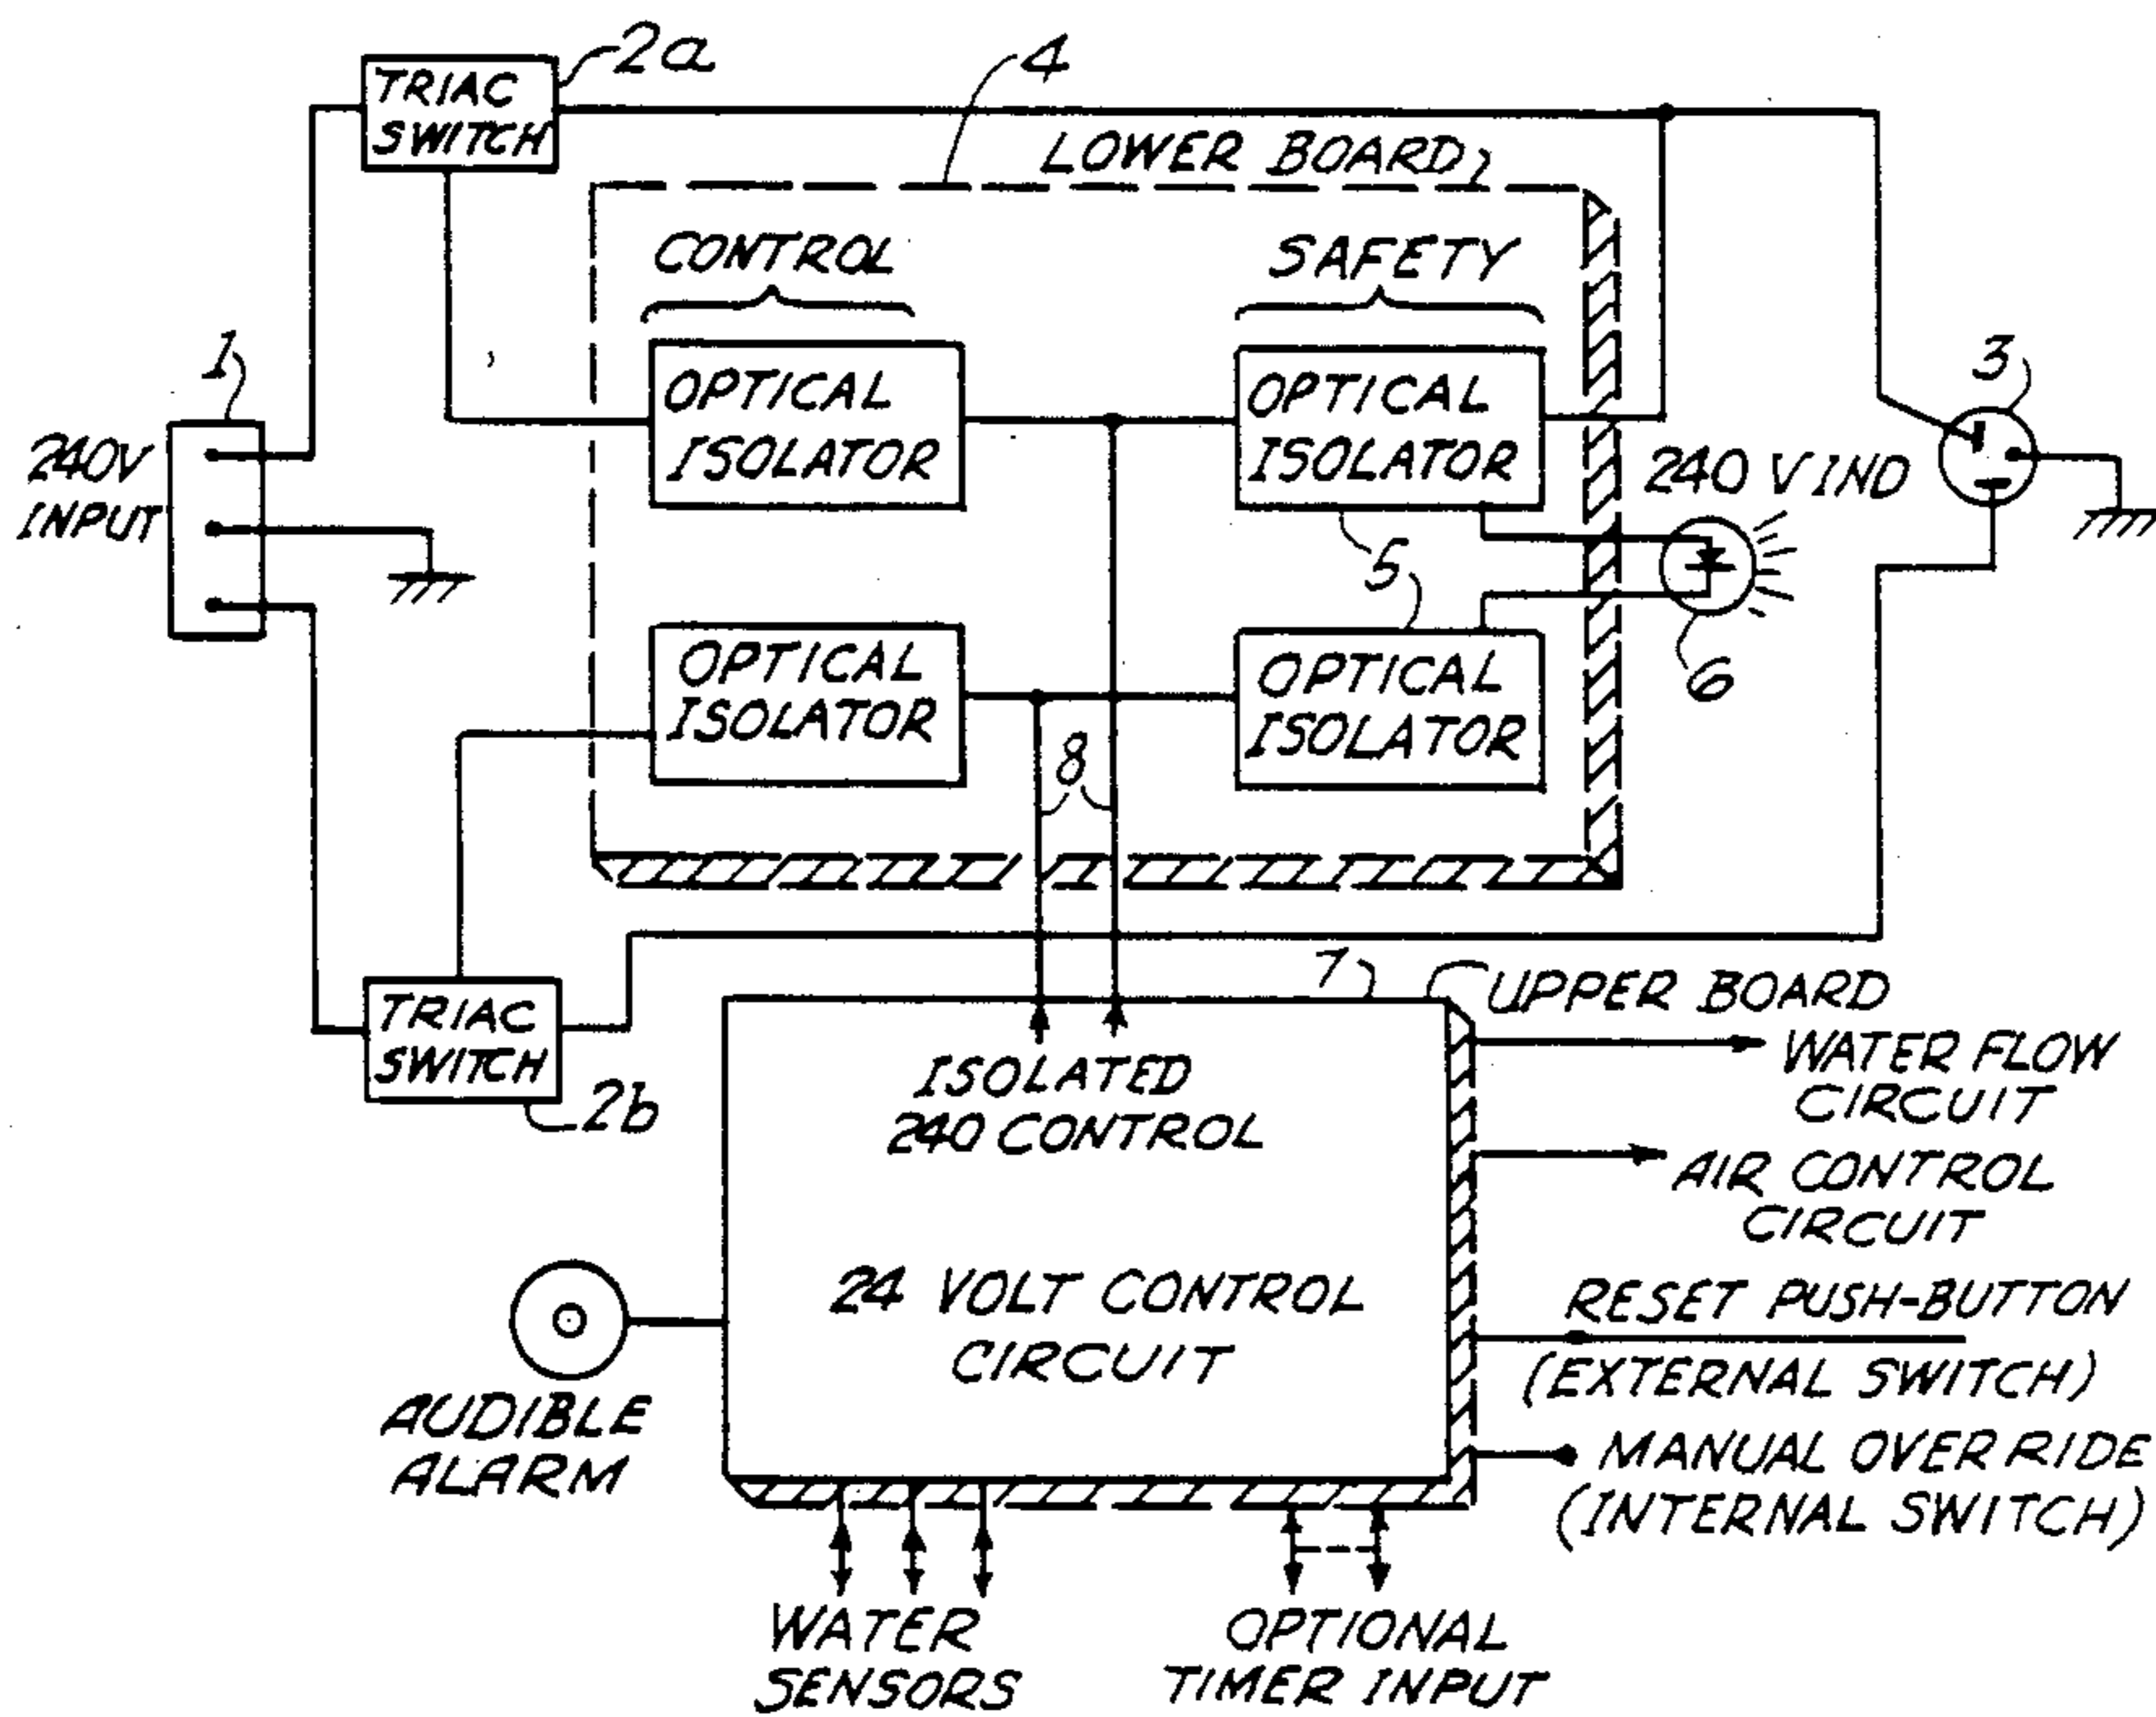 TRIAC
SWITCH
2a
4
LOWER BOARD
CONTROL
SAFETY
1
OPTICAL
ISOLATOR
OPTICAL
ISOLATOR
3
240V
INPUT
240 V IND
5
6
OPTICAL
ISOLATOR
OPTICAL
ISOLATOR
8
7
UPPER BOARD
TRIAC
SWITCH
2b
ISOLATED
240 CONTROL
WATER FLOW
CIRCUIT
AIR CONTROL
CIRCUIT
24 VOLT CONTROL
CIRCUIT
RESET PUSH-BUTTON
(EXTERNAL SWITCH)
AUDIBLE
ALARM
MANUAL OVERRIDE
(INTERNAL SWITCH)
WATER
SENSORS
OPTIONAL
TIMER INPUT